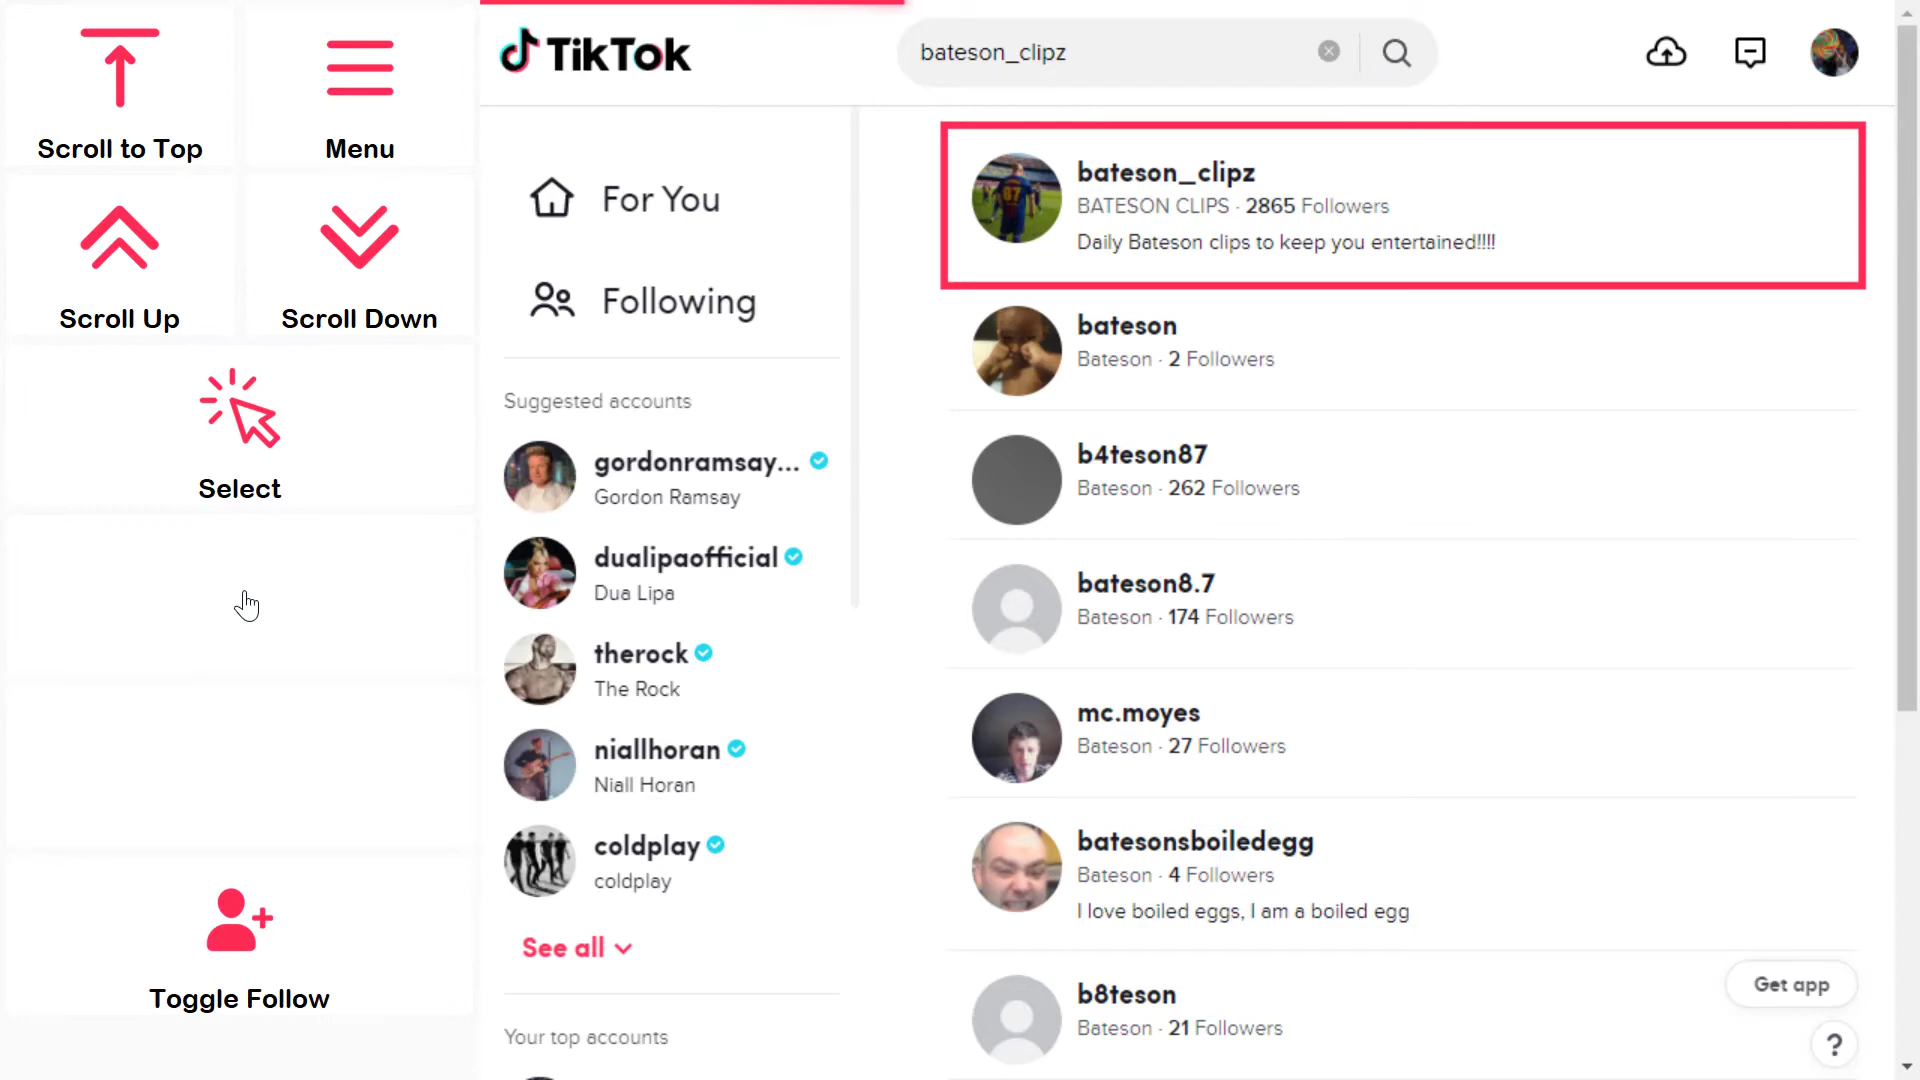 Scroll to Top
Menu
Scroll Up
Scroll Down
Select
Toggle Follow
TikTok
bateson_clipz
For You
Following
Suggested accounts
gordonramsay...
Gordon Ramsay
dualipaofficial
Dua Lipa
therock
The Rock
niallhoran
Niall Horan
coldplay
coldplay
See all
Your top accounts
87
bateson_clipz
BATESON CLIPS · 2865 Followers
Daily Bateson clips to keep you entertained!!!!
bateson
Bateson · 2 Followers
b4teson87
Bateson · 262 Followers
bateson8.7
Bateson · 174 Followers
mc.moyes
Bateson · 27 Followers
batesonsboiledegg
Bateson · 4 Followers
I love boiled eggs, I am a boiled egg
b8teson
Bateson · 21 Followers
Get app
?